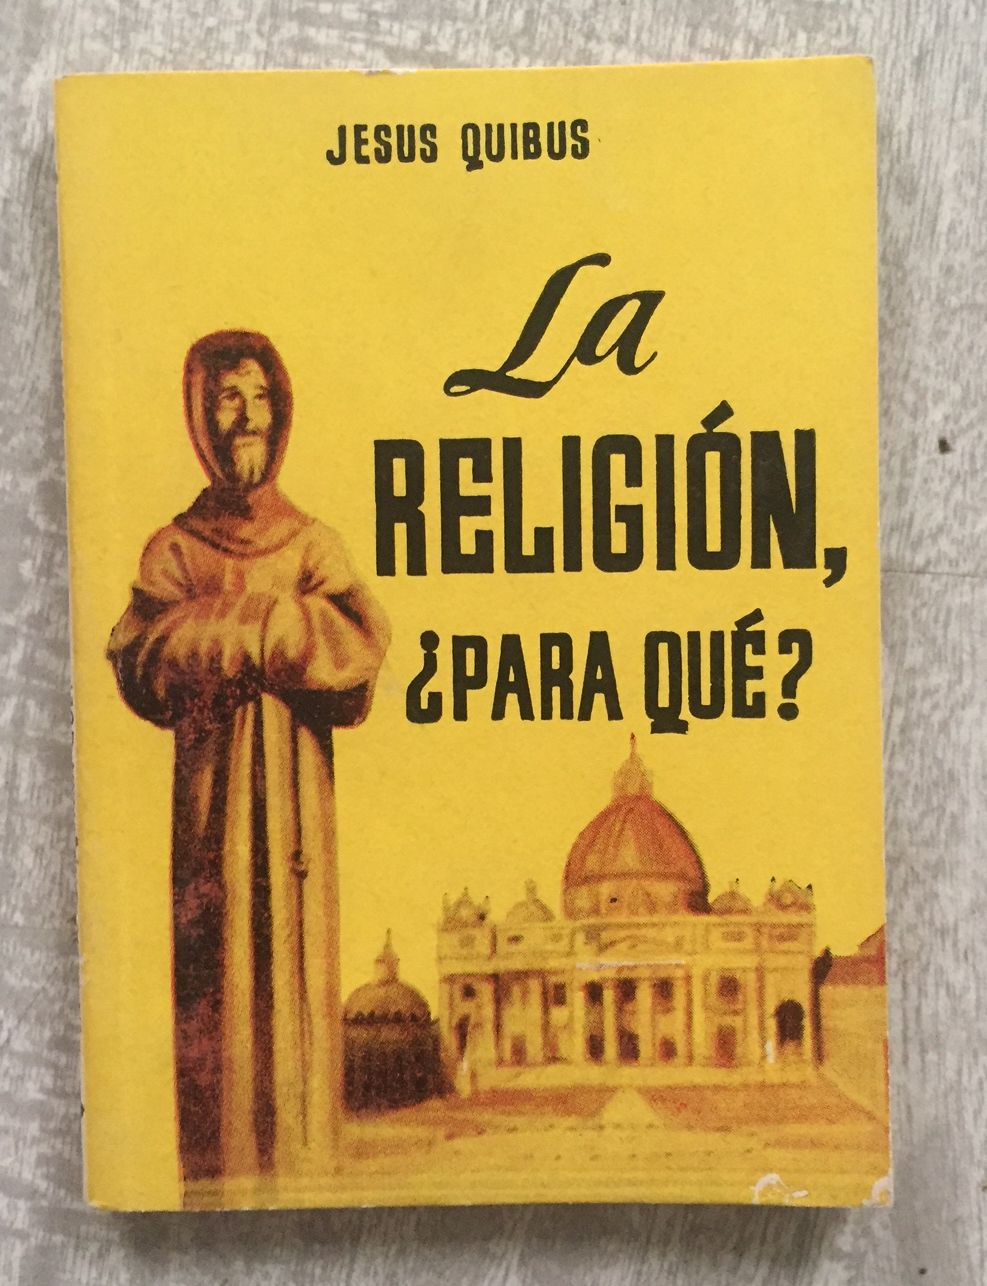 JESUS QUIBUS
La
RELIGIÓN,
¿PARA QUÉ?